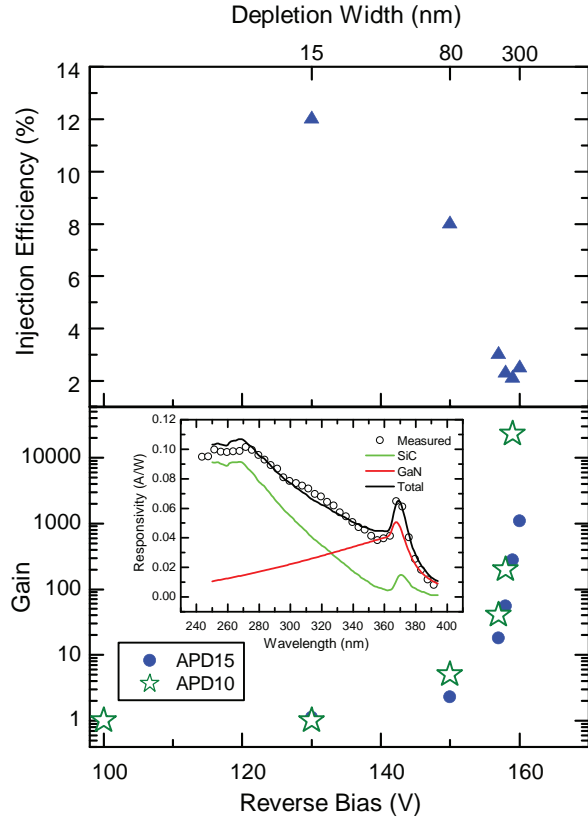 Depletion Width (nm)
15 80 300
14
12
10
8
6
4
2
Injection Efficiency (%)
10000
1000
100
10
1
Gain
0.12
0.10
0.08
0.06
0.04
0.02
0.00
Responsivity (A/W)
Measured
SiC
GaN
Total
240 260 280 300 320 340 360 380 400
Wavelength (nm)
APD15
APD10
100 120 140 160
Reverse Bias (V)